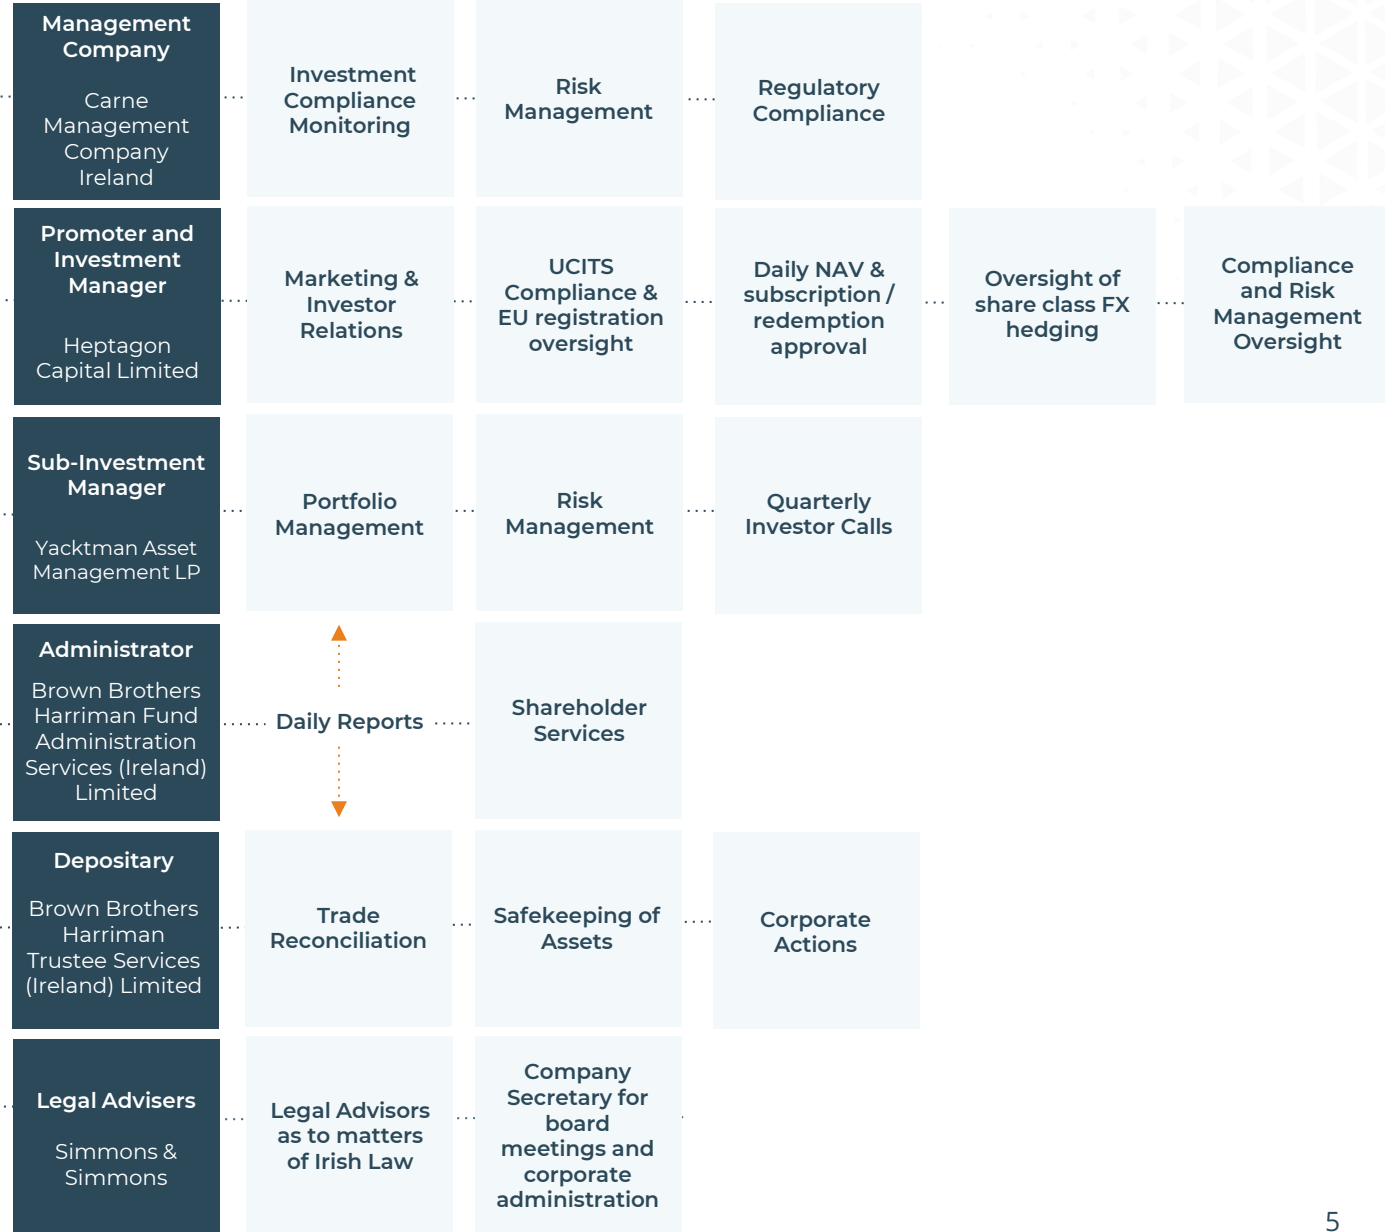 Management
Company
Carne
Management
Company
Ireland
Investment
Compliance
Monitoring
Risk
Management
Regulatory
Compliance
Promoter and
Investment
Manager
Heptagon
Capital Limited
Marketing &
Investor
Relations
UCITS
Compliance &
EU registration
oversight
Daily NAV &
subscription /
redemption
approval
Oversight of
share class FX
hedging
Compliance
and Risk
Management
Oversight
Sub-Investment
Manager
Yacktman Asset
Management LP
Portfolio
Management
Risk
Management
Quarterly
Investor Calls
Administrator
Brown Brothers
Harriman Fund
Administration
Services (Ireland)
Limited
Daily Reports
Shareholder
Services
Depositary
Brown Brothers
Harriman
Trustee Services
(Ireland) Limited
Trade
Reconciliation
Safekeeping of
Assets
Corporate
Actions
Legal Advisers
Simmons &
Simmons
Legal Advisors
as to matters
of Irish Law
Company
Secretary for
board
meetings and
corporate
administration
5